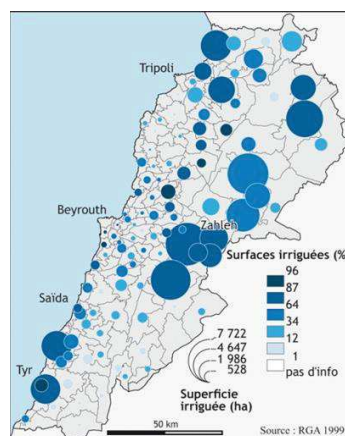 Tripoli
Beyrouth
Zahleh
Surfaces irriguées (%
96
87
64
34
12
1
pas d'info
Saïda
7 722
4 647
1 986
528
Superficie
irriguée (ha)
Tyr
50 km
Source : RGA 1999